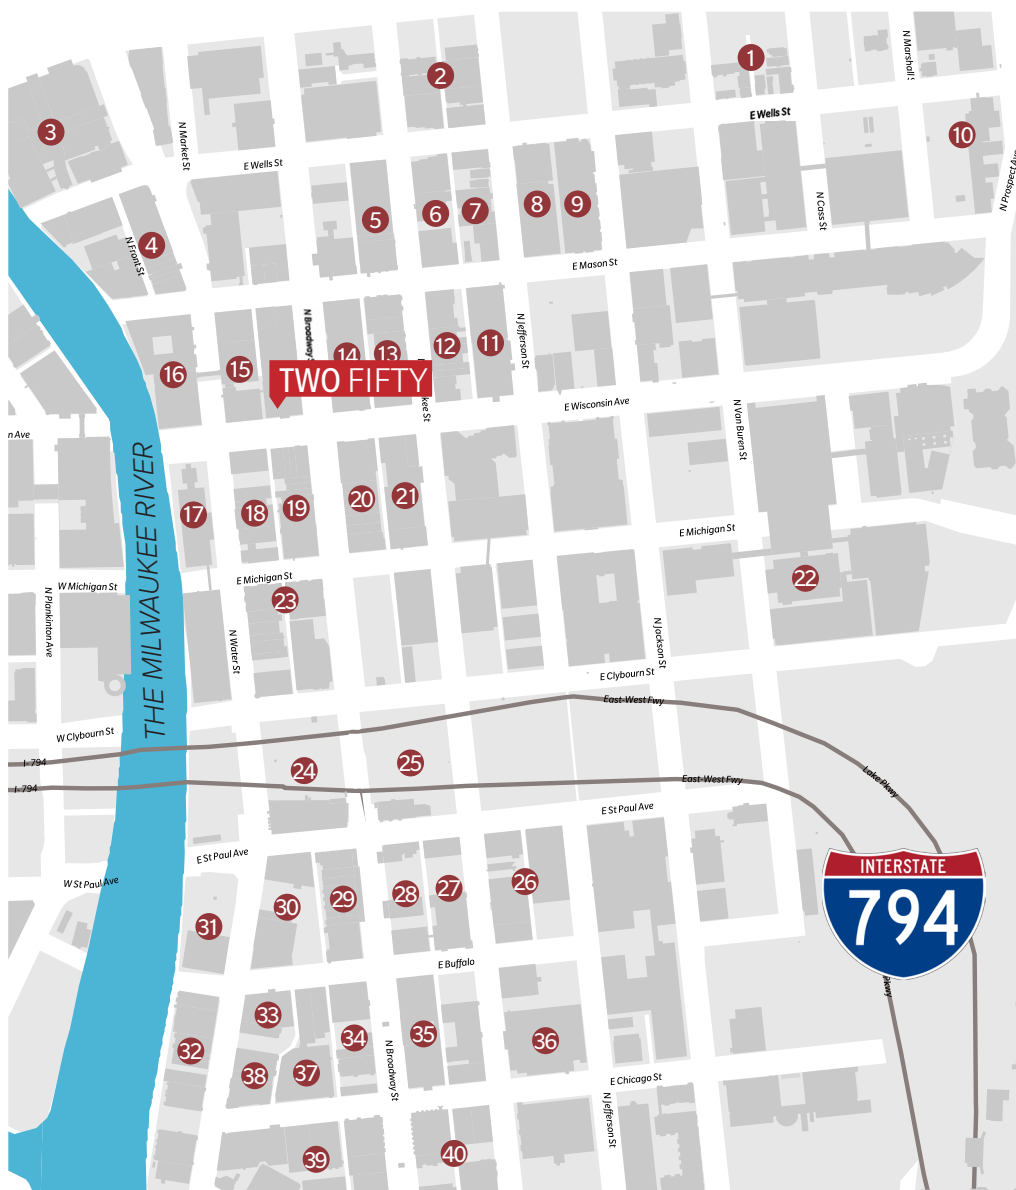 N Marshall S
1
2
E Wells St
3
N Market St
10
E Wells St
N Prospect Ave
5
6
7
8
9
N Cass St
4
N Front St
E Mason St
N Broadway S
N Jefferson St
16
15
14
13
12
11
TWO FIFTY
kee St
E Wisconsin Ave
N Van Buren St
n Ave
THE MILWAUKEE RIVER
17
18
19
20
21
E Michigan St
W Michigan St
E Michigan St
22
23
N Plankinton Ave
N Water St
N Jackson St
E Clybourn St
East-West Fwy
W Clybourn St
I-794
24
25
Lake Pkwy
I-794
East-West Fwy
E St Paul Ave
E St Paul Ave
W St Paul Ave
INTERSTATE
794
26
27
28
29
30
31
E Buffalo
Pkwy
33
34
35
36
32
38
37
N Broadway St
E Chicago St
N Jefferson St
39
40